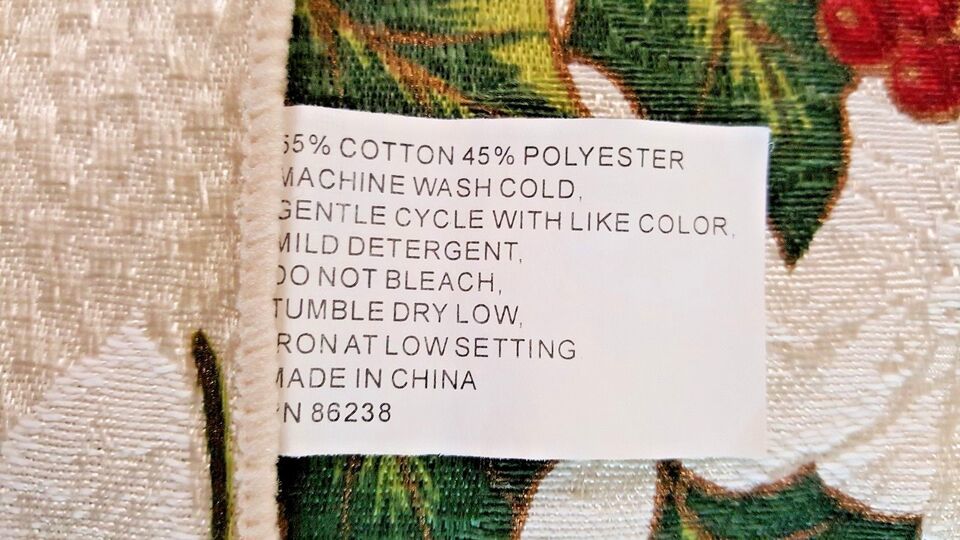 55% COTTON 45% POLYESTER
MACHINE WASH COLD,
GENTLE CYCLE WITH LIKE COLOR,
MILD DETERGENT,
DO NOT BLEACH,
TUMBLE DRY LOW,
IRON AT LOW SETTING
MADE IN CHINA
86238